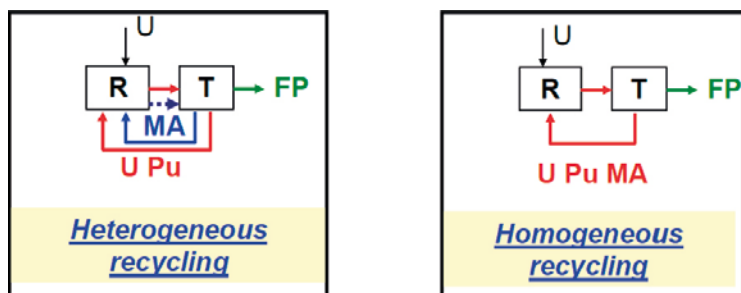 U
R
T
FP
MA
U Pu
Heterogeneous
recycling
U
R
T
FP
U Pu MA
Homogeneous
recycling